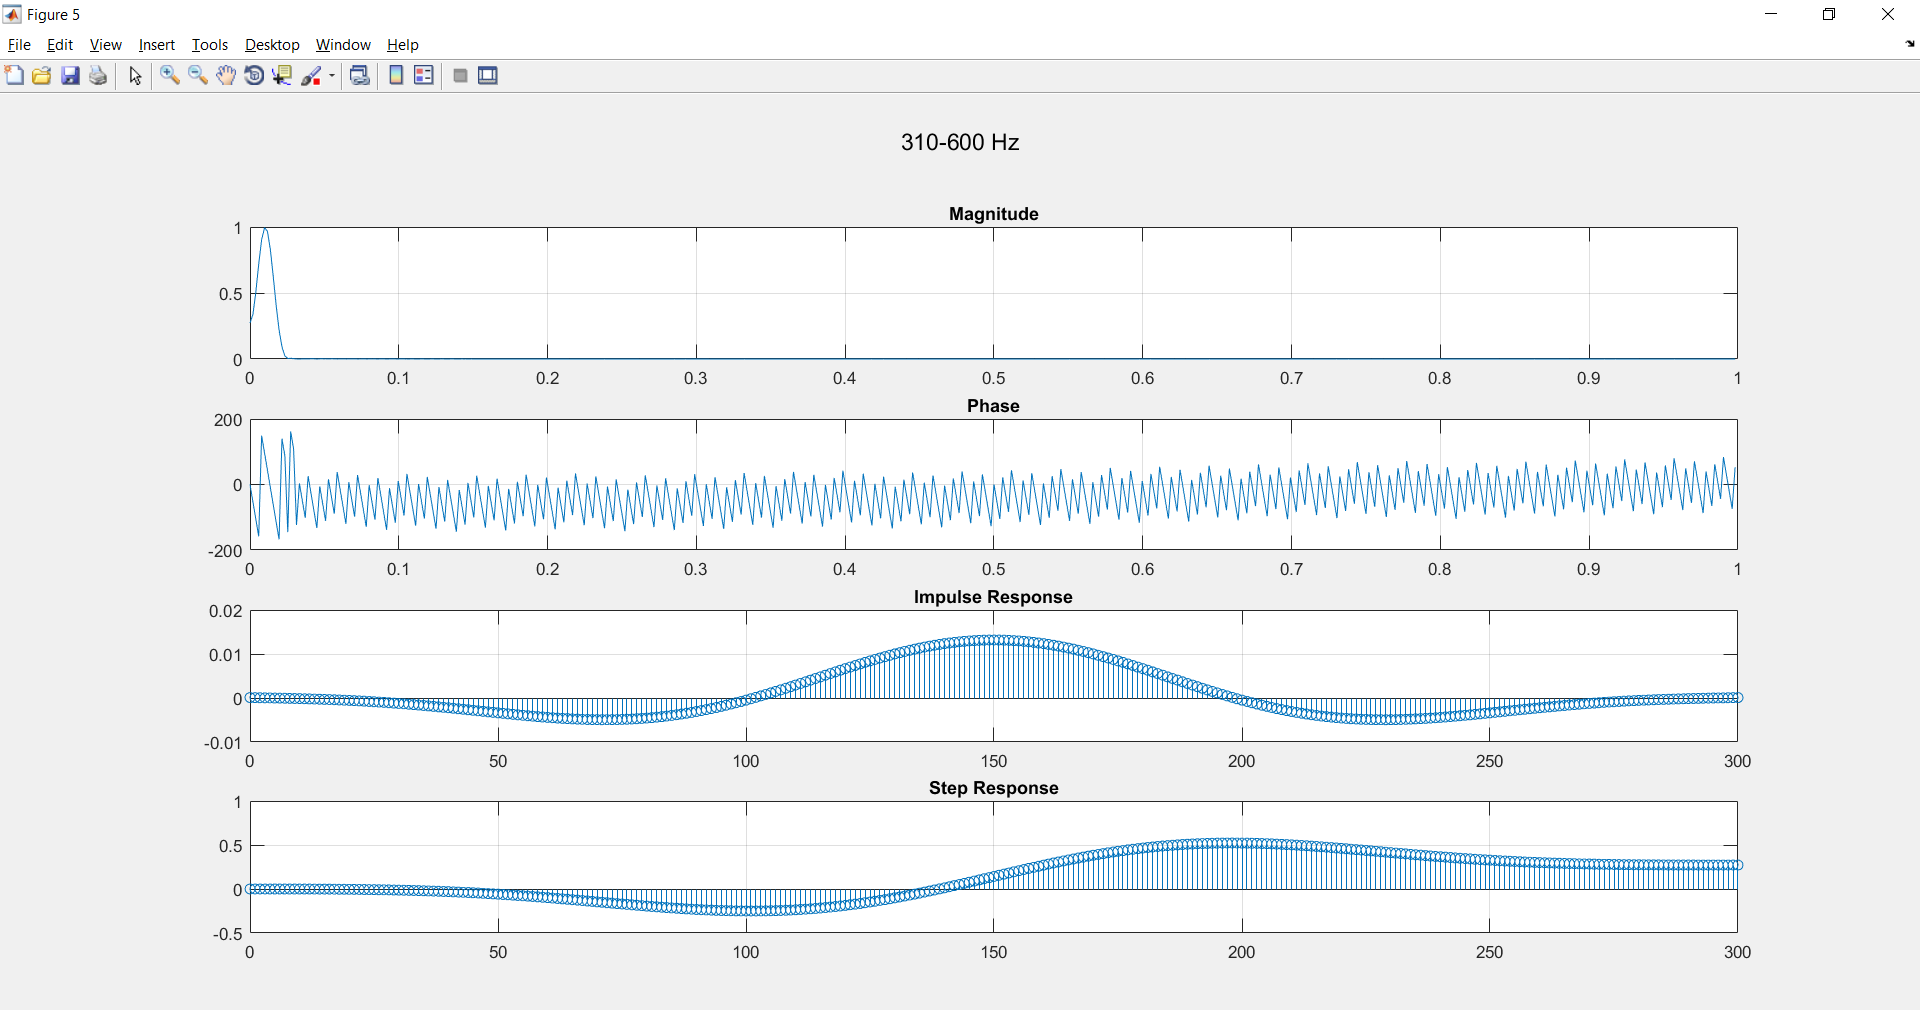 Figure 5
File Edit View Insert Tools Desktop Window Help
310-600 Hz
Magnitude
1
0.5
0
0 0.1 0.2 0.3 0.4 0.5 0.6 0.7 0.8 0.9 1
Phase
200
0
-200
0 0.1 0.2 0.3 0.4 0.5 0.6 0.7 0.8 0.9 1
Impulse Response
0.02
0.01
0
-0.01
0 50 100 150 200 250 300
Step Response
1
0.5
0
-0.5
0 50 100 150 200 250 300